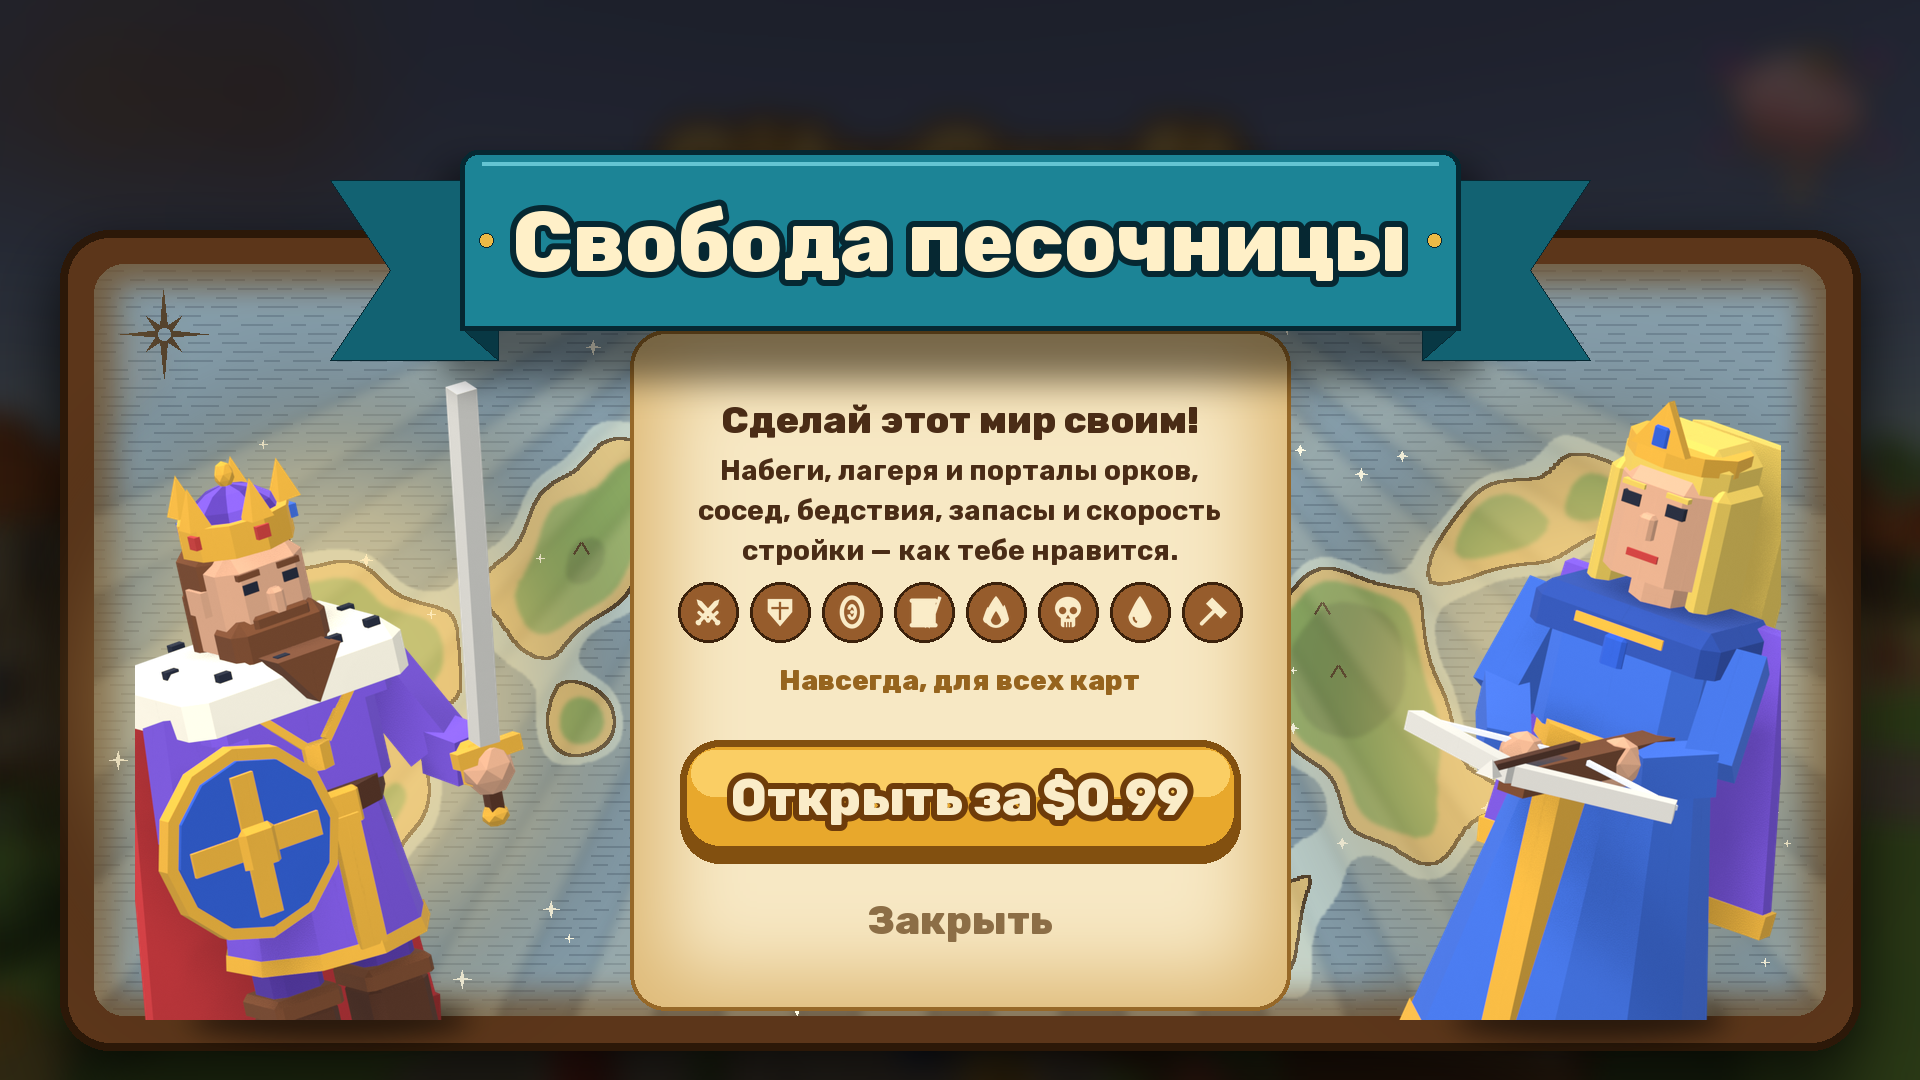 Свобода песочницы
Сделай этот мир своим!
Набеги, лагеря и порталы орков,
сосед, бедствия, запасы и скорость
стройки — как тебе нравится.
Навсегда, для всех карт
Открыть за $0.99
Закрыть